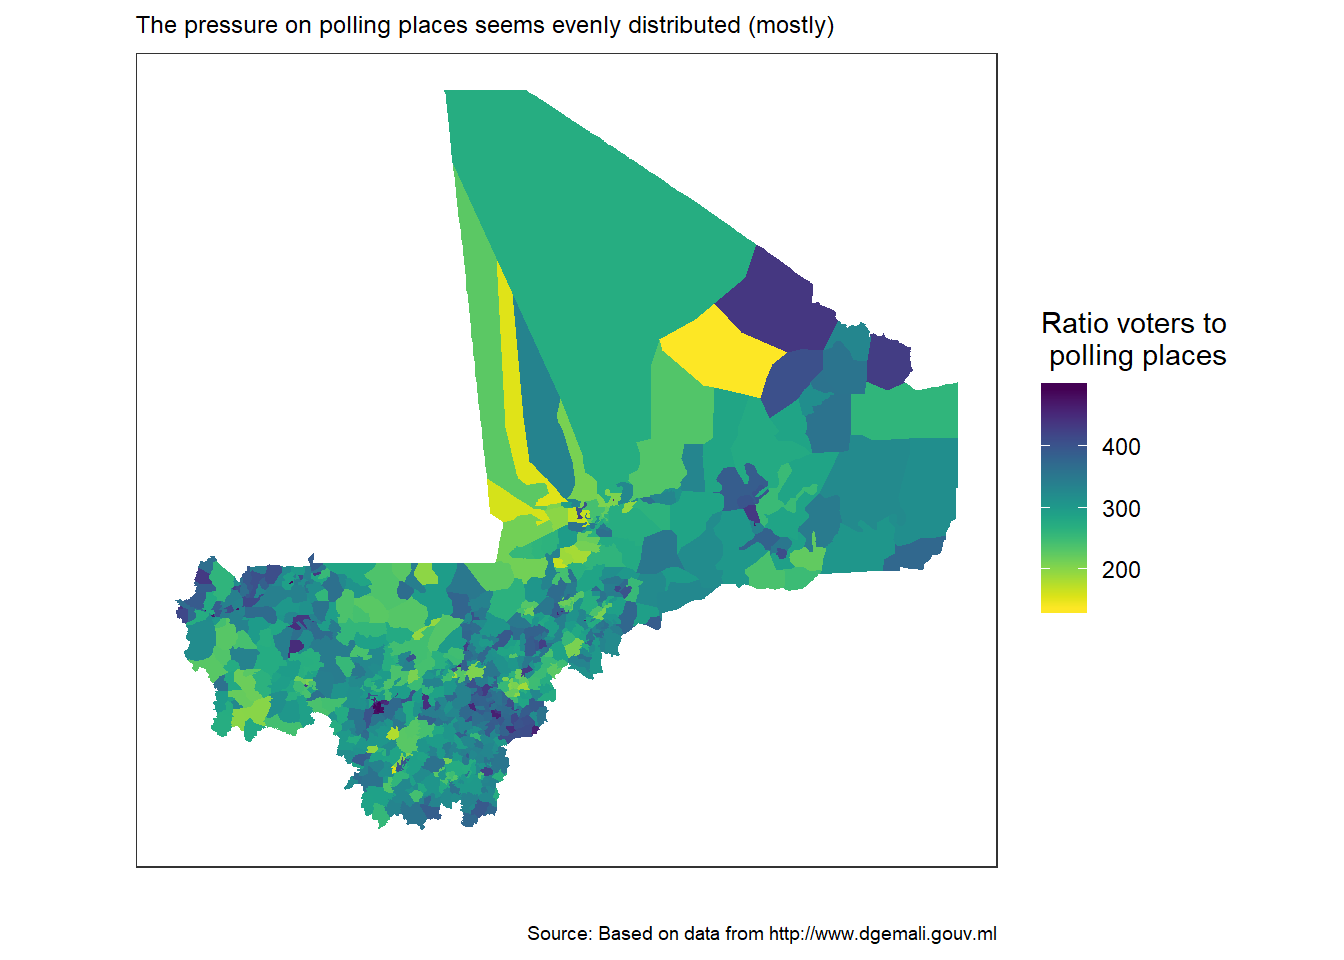 The pressure on polling places seems evenly distributed (mostly)
Ratio voters to
polling places
400
300
200
Source: Based on data from http://www.dgemali.gouv.ml